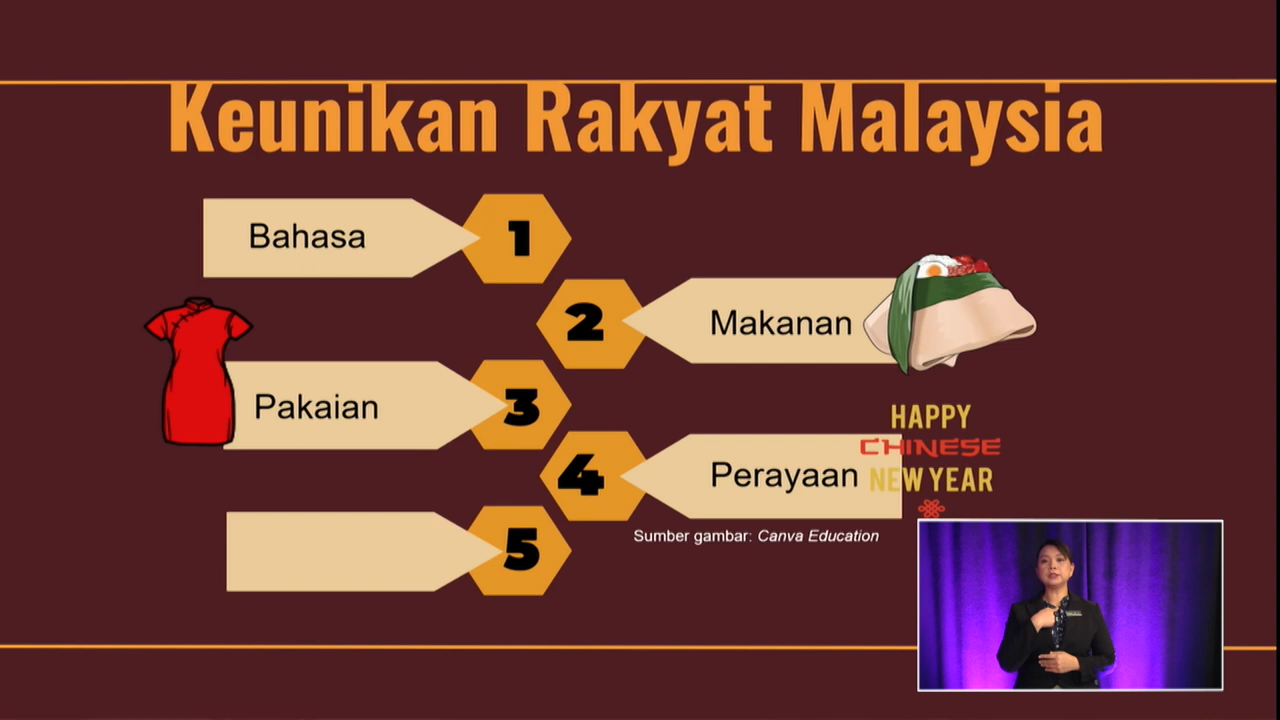 Keunikan Rakyat Malaysia
Bahasa
1
2
Makanan
Pakaian
3
HAPPY
CHINESE
NEW YEAR
4
Perayaan
5
Sumber gambar: Canva Education